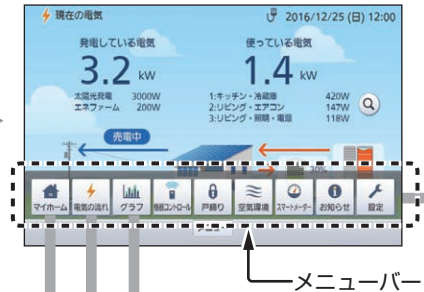 現在の電気
2016/12/25 (日) 12:00
発電している電気
使っている電気
3.2 kW
1.4 kW
太陽光発電 3000W
エネファーム 200W
1:キッチン・冷蔵庫 420W
2:リビング・エアコン 147W
3:リビング・照明・電源 118W
売電中
30%
マイホーム
電気の流れ
グラフ
機器コントロール
戸締り
空気環境
スマートメーター
お知らせ
設定
メニュー
メニューバー